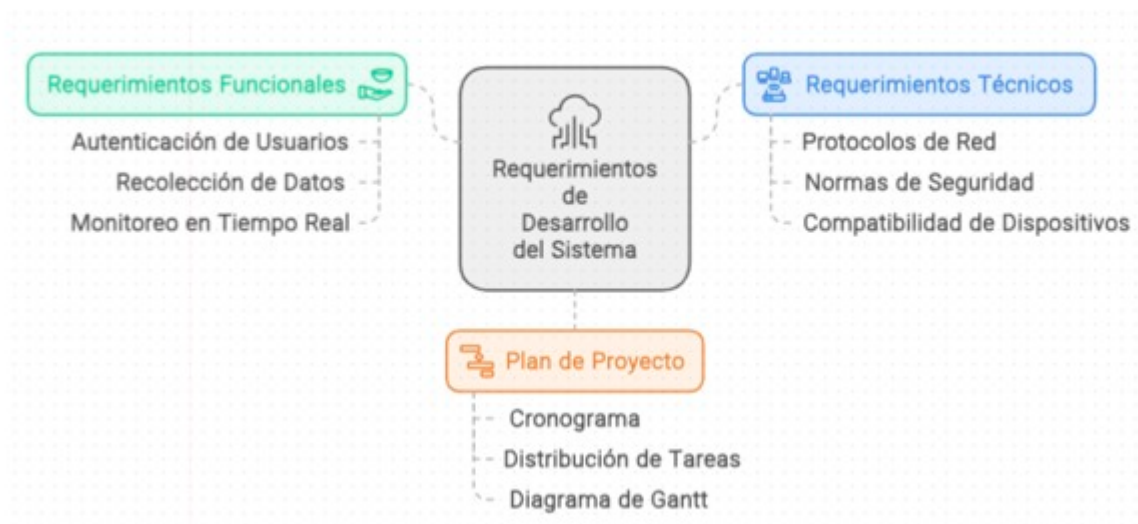 Requerimientos Funcionales
Autenticación de Usuarios
Recolección de Datos
Monitoreo en Tiempo Real
Requerimientos
de
Desarrollo
del Sistema
Requerimientos Técnicos
Protocolos de Red
Normas de Seguridad
Compatibilidad de Dispositivos
Plan de Proyecto
Cronograma
Distribución de Tareas
Diagrama de Gantt